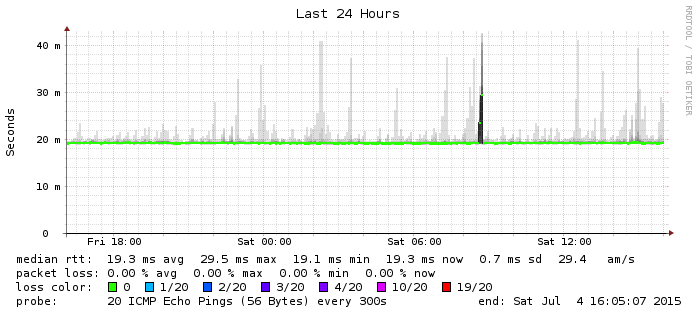 Last 24 Hours
RRDTOOL / TOBI OETIKER
Seconds
40 m
30 m
20 m
10 m
0
Fri 18:00 Sat 00:00 Sat 06:00 Sat 12:00
median rtt: 19.3 ms avg 29.5 ms max 19.1 ms min 19.3 ms now 0.7 ms sd 29.4 am/s
packet loss: 0.00 % avg 0.00 % max 0.00 % min 0.00 % now
loss color: 0 1/20 2/20 3/20 4/20 10/20 19/20
probe: 20 ICMP Echo Pings (56 Bytes) every 300s end: Sat Jul 4 16:05:07 2015